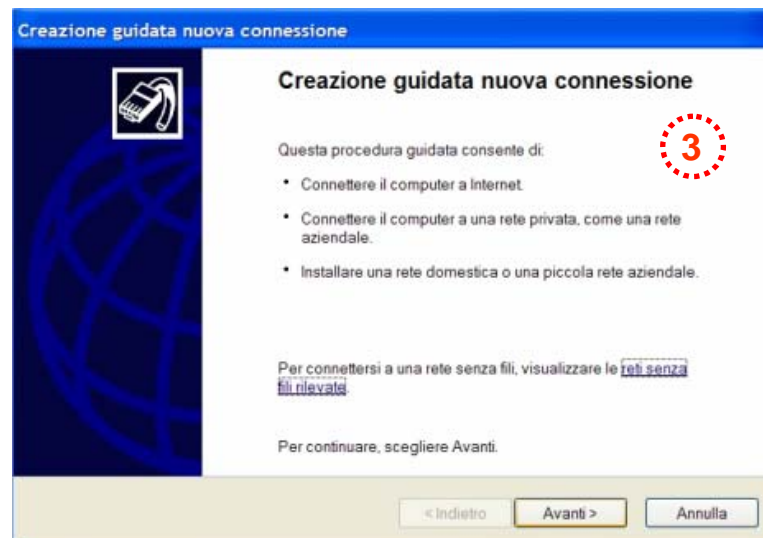 Creazione guidata nuova connessione
Creazione guidata nuova connessione
Questa procedura guidata consente di:
3
• Connettere il computer a Internet.
• Connettere il computer a una rete privata, come una rete
aziendale.
• Installare una rete domestica o una piccola rete aziendale.
Per connettersi a una rete senza fili, visualizzare le reti senza
fili rilevate.
Per continuare, scegliere Avanti.
< Indietro
Avanti >
Annulla